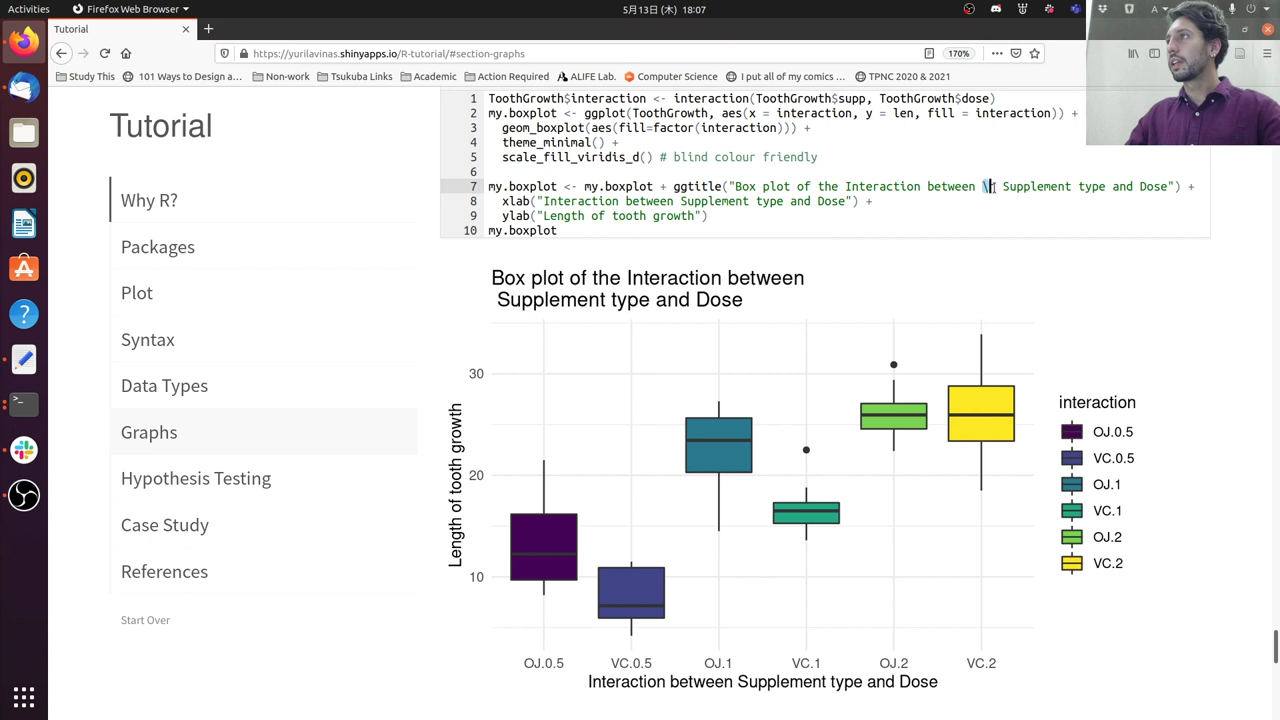 Activities
Firefox Web Browser
5月13日 (木) 18:07
A
Tutorial
https://yurilavinas.shinyapps.io/R-tutorial/#section-graphs
170%
Study This
101 Ways to Design a…
Non-work
Tsukuba Links
Academic
Action Required
ALIFE Lab.
Computer Science
I put all of my comics …
TPNC 2020 & 2021
Tutorial
Why R?
Packages
Plot
Syntax
Data Types
Graphs
Hypothesis Testing
Case Study
References
Start Over
1 ToothGrowth$interaction <- interaction(ToothGrowth$supp, ToothGrowth$dose)
2 my.boxplot <- ggplot(ToothGrowth, aes(x = interaction, y = len, fill = interaction)) +
3 geom_boxplot(aes(fill=factor(interaction))) +
4 theme_minimal() +
5 scale_fill_viridis_d() # blind colour friendly
6
7 my.boxplot <- my.boxplot + ggtitle("Box plot of the Interaction between \n Supplement type and Dose") +
8 xlab("Interaction between Supplement type and Dose") +
9 ylab("Length of tooth growth")
10 my.boxplot
Box plot of the Interaction between
Supplement type and Dose
Length of tooth growth
30
20
10
OJ.0.5
VC.0.5
OJ.1
VC.1
OJ.2
VC.2
Interaction between Supplement type and Dose
interaction
OJ.0.5
VC.0.5
OJ.1
VC.1
OJ.2
VC.2